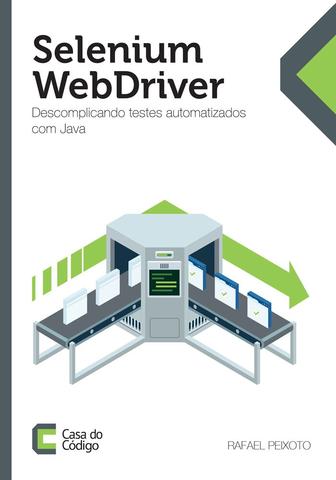 Selenium
WebDriver
Descomplicando testes automatizados
com Java
Casa do
Código
RAFAEL PEIXOTO